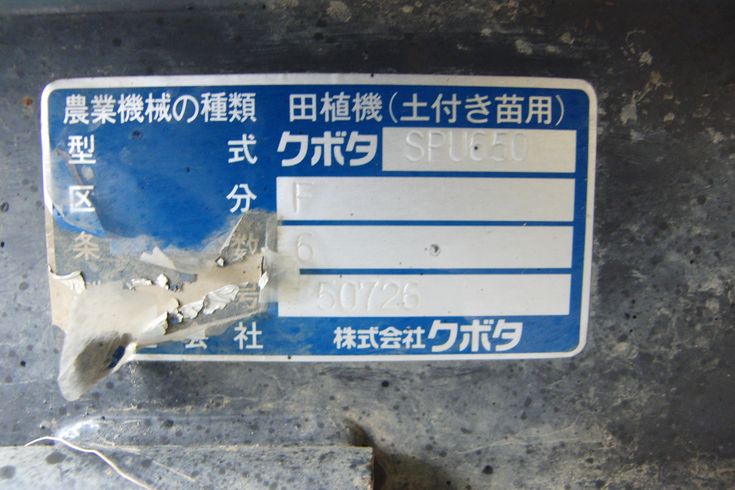 農業機械の種類 田植機(土付き苗用)
型式 クボタ SPU650
区分 F
条数 6
号 50726
会社 株式会社クボタ